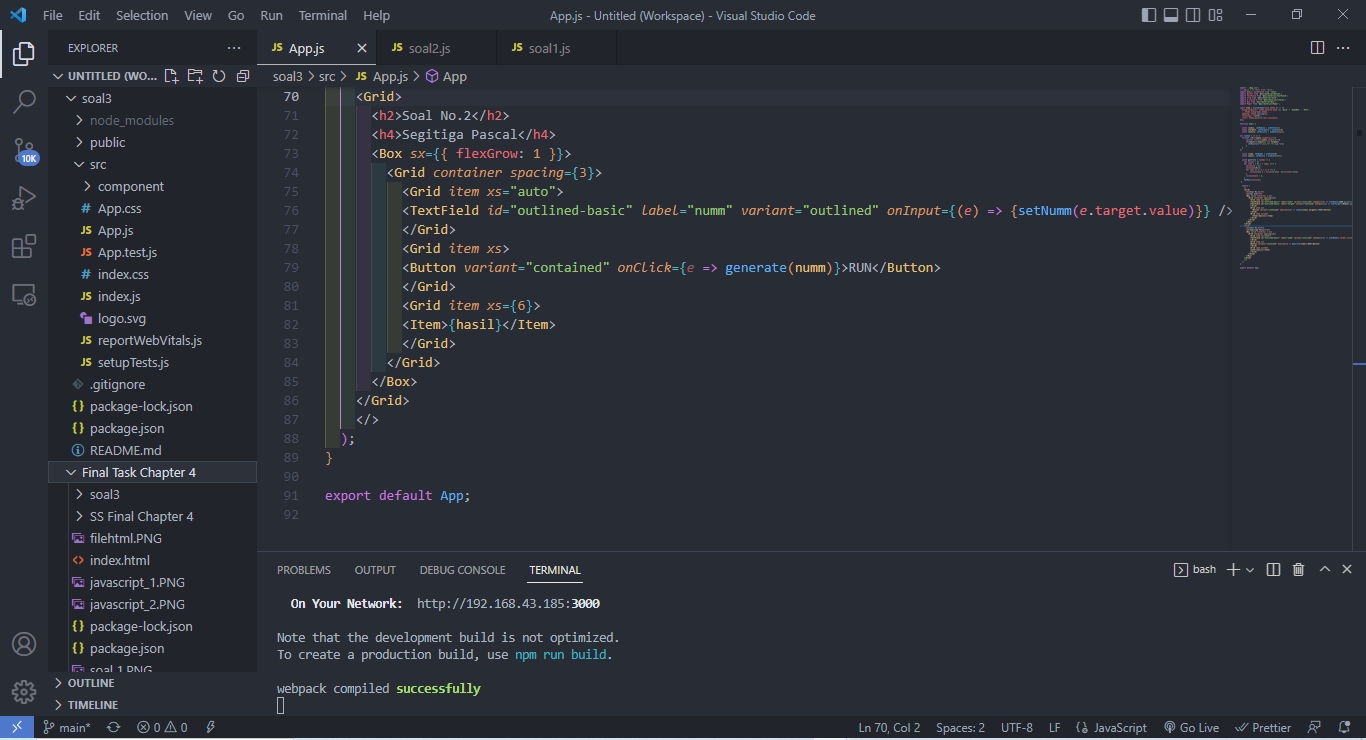 File Edit Selection View Go Run Terminal Help App.js - Untitled (Workspace) - Visual Studio Code
EXPLORER
JS App.js
JS soal2.js
JS soal1.js
UNTITLED (WO...
soal3 > src > JS App.js > App
soal3
node_modules
public
src
component
# App.css
JS App.js
JS App.test.js
# index.css
JS index.js
logo.svg
JS reportWebVitals.js
JS setupTests.js
.gitignore
{} package-lock.json
{} package.json
README.md
Final Task Chapter 4
soal3
SS Final Chapter 4
filehtml.PNG
<> index.html
javascript_1.PNG
javascript_2.PNG
{} package-lock.json
{} package.json
soal 1.PNG
OUTLINE
TIMELINE
10K
70 <Grid>
71 <h2>Soal No.2</h2>
72 <h4>Segitiga Pascal</h4>
73 <Box sx={{ flexGrow: 1 }}>
74 <Grid container spacing={3}>
75 <Grid item xs="auto">
76 <TextField id="outlined-basic" label="numm" variant="outlined" onInput={(e) => {setNumm(e.target.value)}} />
77 </Grid>
78 <Grid item xs>
79 <Button variant="contained" onClick={e => generate(numm)}>RUN</Button>
80 </Grid>
81 <Grid item xs={6}>
82 <Item>{hasil}</Item>
83 </Grid>
84 </Grid>
85 </Box>
86 </Grid>
87 </>
88 );
89 }
90
91 export default App;
92
PROBLEMS OUTPUT DEBUG CONSOLE TERMINAL bash
On Your Network: http://192.168.43.185:3000
Note that the development build is not optimized.
To create a production build, use npm run build.
webpack compiled successfully
main* 0 0 Ln 70, Col 2 Spaces: 2 UTF-8 LF {} JavaScript Go Live Prettier